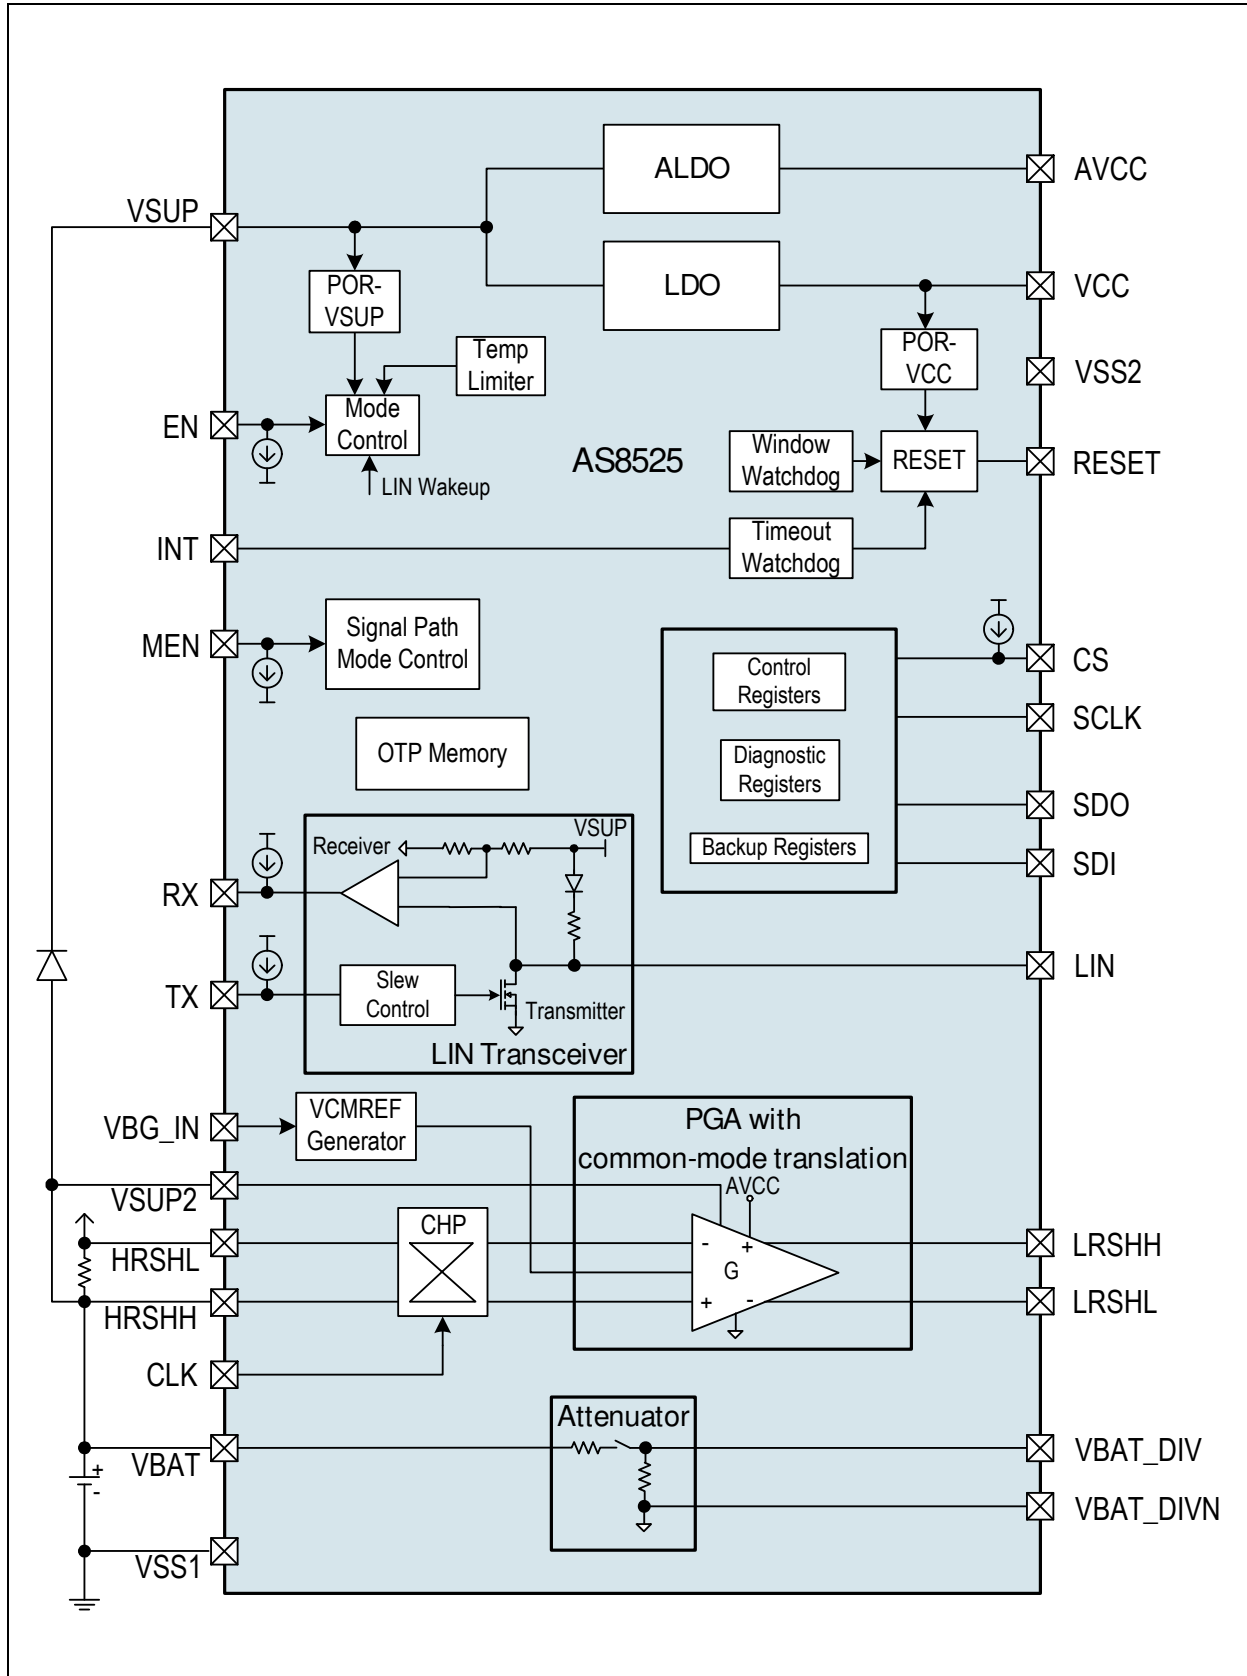 ALDO
AVCC
VSUP
LDO
VCC
POR-
VSUP
POR-
VCC
VSS2
Temp
Limiter
EN
Mode
Control
AS8525
Window
Watchdog
RESET
RESET
LIN Wakeup
INT
Timeout
Watchdog
MEN
Signal Path
Mode Control
CS
Control
Registers
SCLK
OTP Memory
Diagnostic
Registers
SDO
Receiver
VSUP
Backup Registers
SDI
RX
LIN
TX
Slew
Control
Transmitter
LIN Transceiver
VBG_IN
VCMREF
Generator
PGA with
common-mode translation
AVCC
VSUP2
CHP
HRSHL
- +
G
+ -
LRSHH
HRSHH
LRSHL
CLK
Attenuator
VBAT
VBAT_DIV
+
-
VBAT_DIVN
VSS1